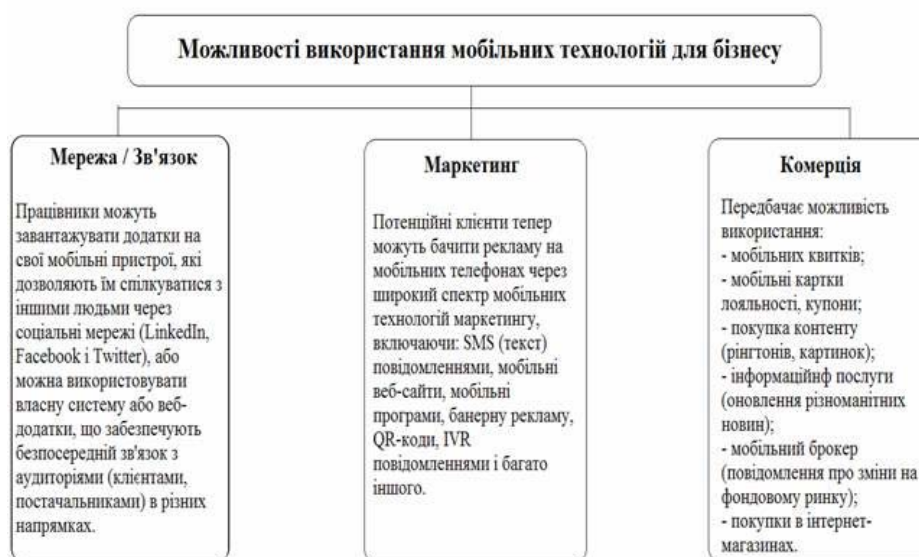 Можливості використання мобільних технологій для бізнесу
Мережа / Зв'язок
Працівники можуть
завантажувати додатки на
свої мобільні пристрої, які
дозволяють їм спілкуватися з
іншими людьми через
соціальні мережі (LinkedIn,
Facebook і Twitter), або
можна використовувати
власну систему або веб-
додатки, що забезпечують
безпосередній зв'язок з
аудиторіями (клієнтами,
постачальниками) в різних
напрямках.
Маркетинг
Потенційні клієнти тепер
можуть бачити рекламу на
мобільних телефонах через
широкий спектр мобільних
технологій маркетингу,
включаючи: SMS (текст)
повідомленнями, мобільні
веб-сайти, мобільні
програми, банерну рекламу,
QR-коди, IVR
повідомленнями і багато
іншого.
Комерція
Передбачає можливість
використання:
- мобільних квитків;
- мобільні картки
лояльності, купони;
- покупка контенту
(рінгтонів, картинок);
- інформаційнф послуги
(оновлення різноманітних
новин);
- мобільний брокер
(повідомлення про зміни на
фондовому ринку);
- покупки в інтернет-
магазинах.